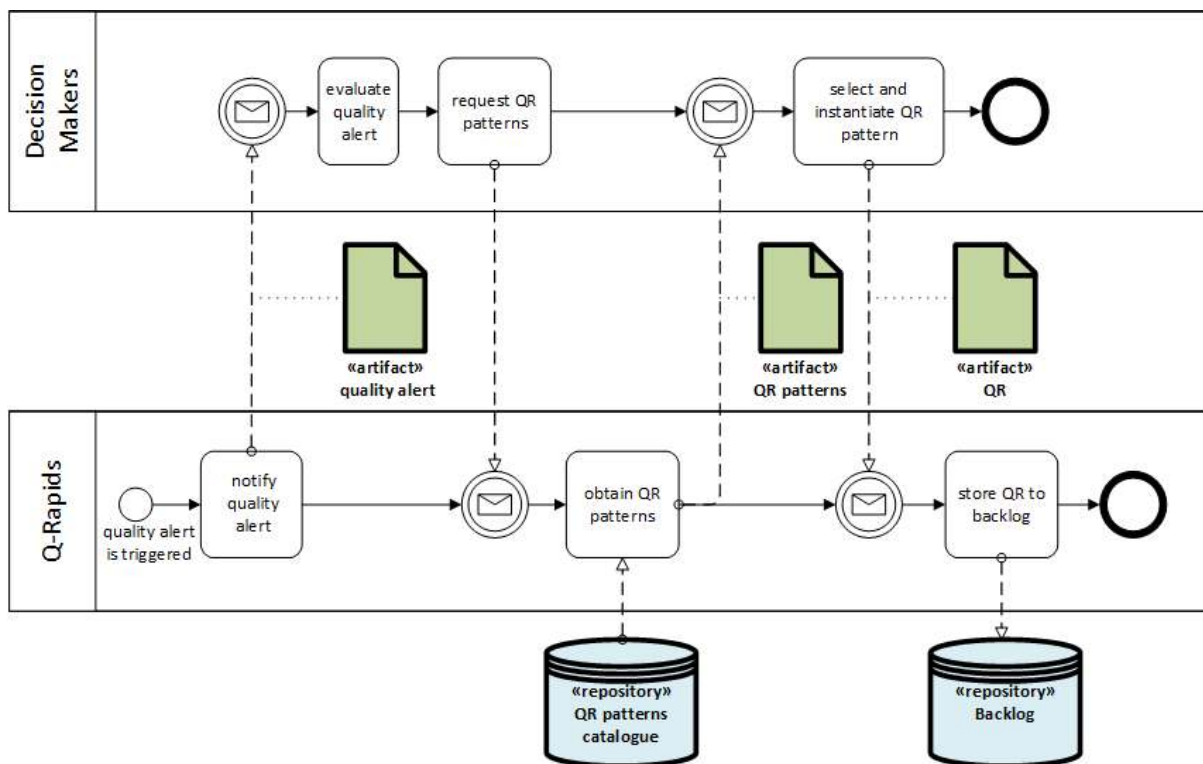 Decision
Makers
evaluate
quality
alert
request QR
patterns
select and
instantiate QR
pattern
«artifact»
quality alert
«artifact»
QR patterns
«artifact»
QR
Q-Rapids
quality alert
is triggered
notify
quality
alert
obtain QR
patterns
store QR to
backlog
«repository»
QR patterns
catalogue
«repository»
Backlog